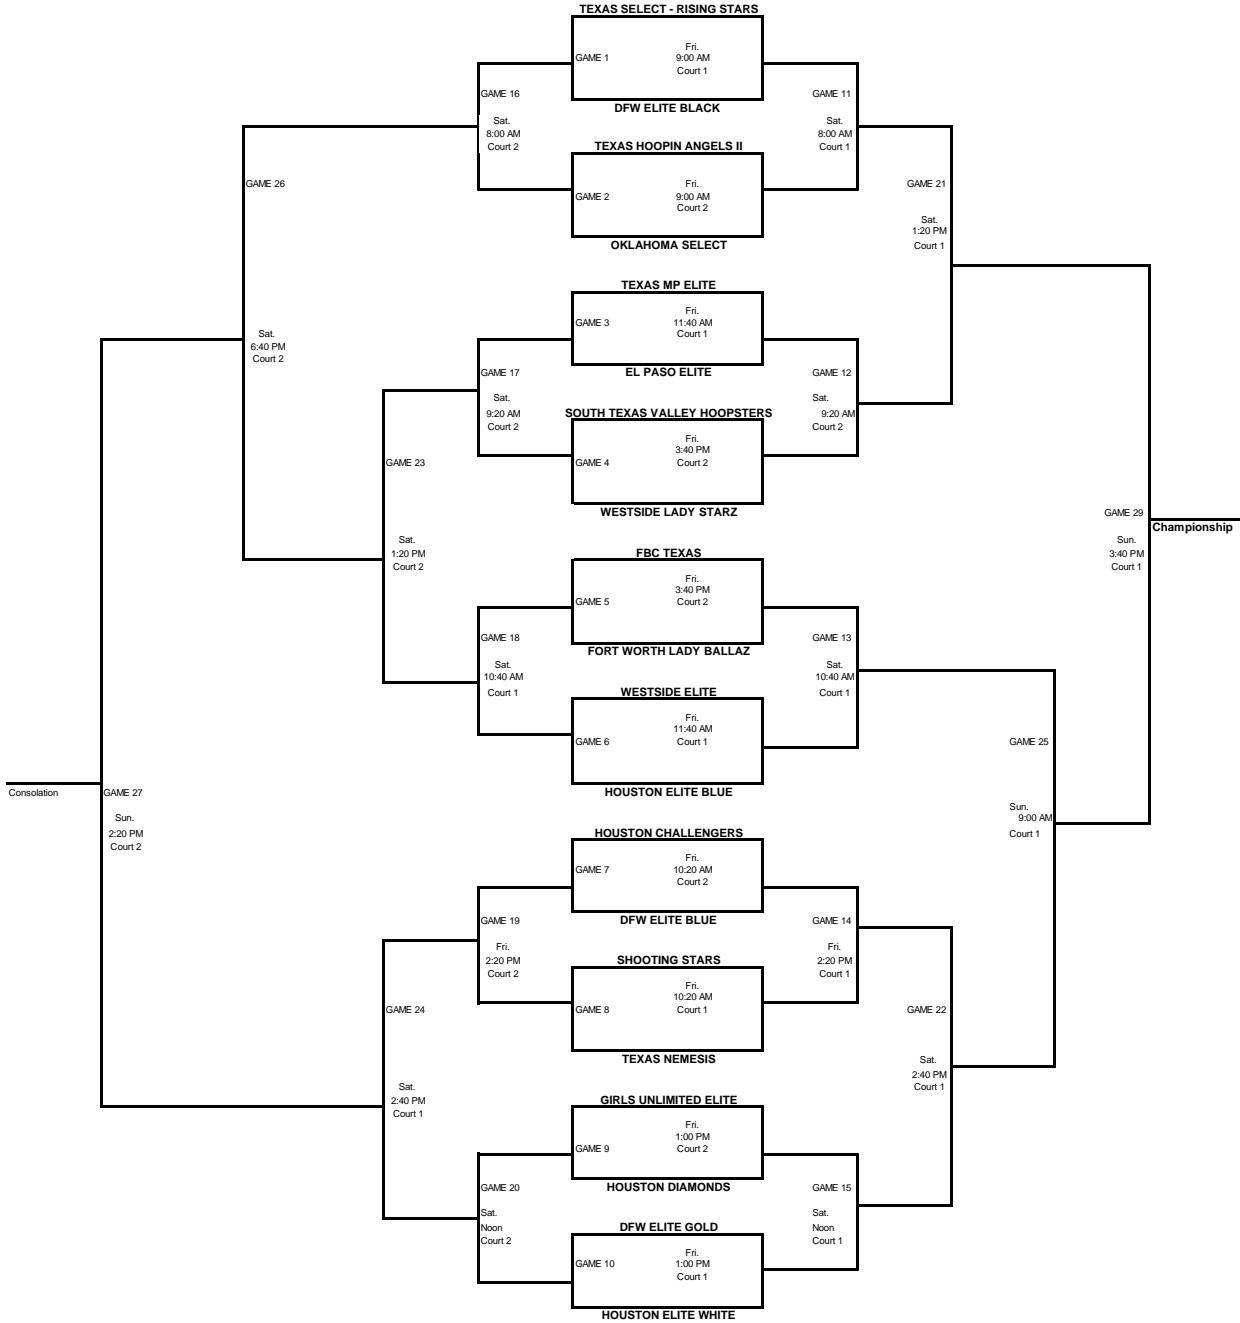 TEXAS SELECT - RISING STARS
GAME 1
Fri.
9:00 AM
Court 1
DFW ELITE BLACK
GAME 16
Sat.
8:00 AM
Court 2
GAME 11
Sat.
8:00 AM
Court 1
TEXAS HOOPIN ANGELS II
GAME 2
Fri.
9:00 AM
Court 2
OKLAHOMA SELECT
GAME 26
Sat.
6:40 PM
Court 2
GAME 21
Sat.
1:20 PM
Court 1
TEXAS MP ELITE
GAME 3
Fri.
11:40 AM
Court 1
EL PASO ELITE
GAME 17
Sat.
9:20 AM
Court 2
GAME 12
Sat.
9:20 AM
Court 2
SOUTH TEXAS VALLEY HOOPSTERS
GAME 4
Fri.
3:40 PM
Court 2
WESTSIDE LADY STARZ
GAME 23
Sat.
1:20 PM
Court 2
GAME 29
Sun.
3:40 PM
Court 1
Championship
FBC TEXAS
GAME 5
Fri.
3:40 PM
Court 2
FORT WORTH LADY BALLAZ
GAME 18
Sat.
10:40 AM
Court 1
GAME 13
Sat.
10:40 AM
Court 1
WESTSIDE ELITE
GAME 6
Fri.
11:40 AM
Court 1
HOUSTON ELITE BLUE
GAME 25
Sun.
9:00 AM
Court 1
Consolation
GAME 27
Sun.
2:20 PM
Court 2
HOUSTON CHALLENGERS
GAME 7
Fri.
10:20 AM
Court 2
DFW ELITE BLUE
GAME 19
Fri.
2:20 PM
Court 2
GAME 14
Fri.
2:20 PM
Court 1
SHOOTING STARS
GAME 8
Fri.
10:20 AM
Court 1
TEXAS NEMESIS
GAME 24
Sat.
2:40 PM
Court 1
GAME 22
Sat.
2:40 PM
Court 1
GIRLS UNLIMITED ELITE
GAME 9
Fri.
1:00 PM
Court 2
HOUSTON DIAMONDS
GAME 20
Sat.
Noon
Court 2
GAME 15
Sat.
Noon
Court 1
DFW ELITE GOLD
GAME 10
Fri.
1:00 PM
Court 1
HOUSTON ELITE WHITE